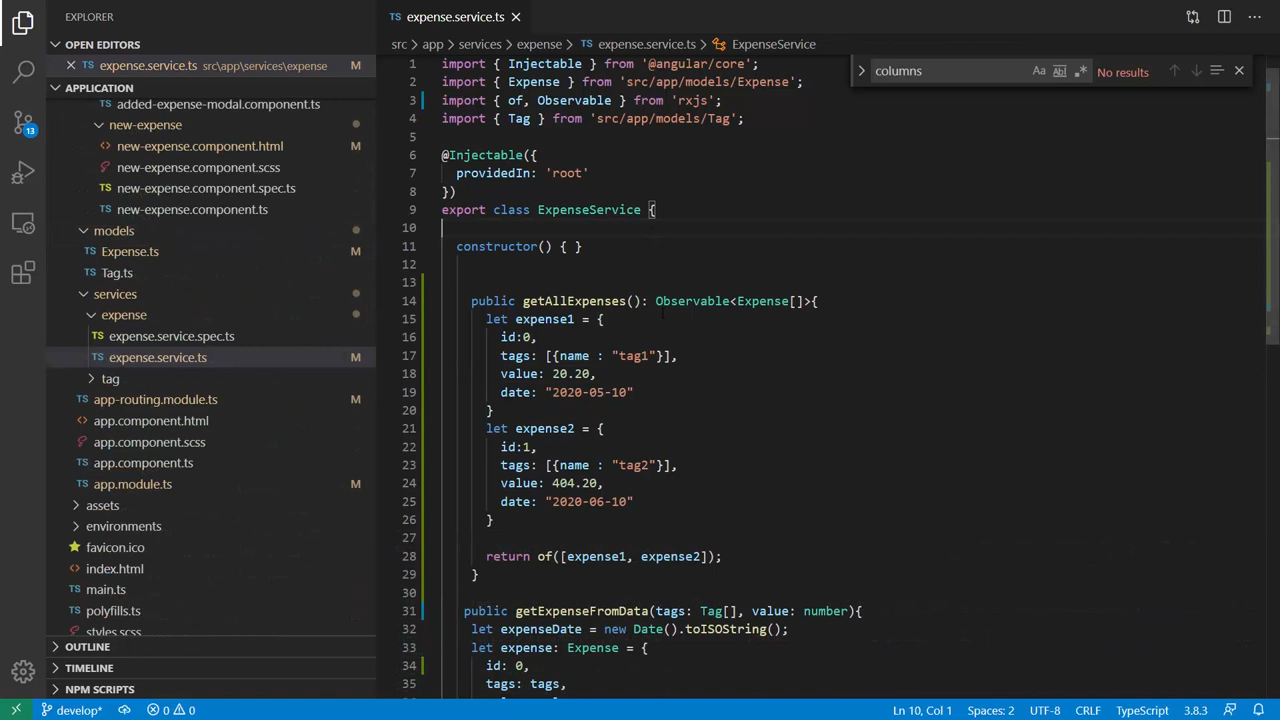 EXPLORER
OPEN EDITORS
expense.service.ts src\app\services\expense M
APPLICATION
added-expense-modal.component.ts
new-expense
new-expense.component.html M
new-expense.component.scss
new-expense.component.spec.ts
new-expense.component.ts
models
Expense.ts
Tag.ts
services
expense
expense.service.spec.ts
expense.service.ts M
tag
app-routing.module.ts M
app.component.html
app.component.scss
app.component.ts
app.module.ts M
assets
environments
favicon.ico
index.html
main.ts
polyfills.ts
styles.scss
OUTLINE
TIMELINE
NPM SCRIPTS
13
TS expense.service.ts
src > app > services > expense > TS expense.service.ts > ExpenseService
columns Aa Abl .* No results
1 import { Injectable } from '@angular/core';
2 import { Expense } from 'src/app/models/Expense';
3 import { of, Observable } from 'rxjs';
4 import { Tag } from 'src/app/models/Tag';
5
6 @Injectable({
7 providedIn: 'root'
8 })
9 export class ExpenseService {
10
11 constructor() { }
12
13
14 public getAllExpenses(): Observable<Expense[]>{
15 let expense1 = {
16 id:0,
17 tags: [{name : "tag1"}],
18 value: 20.20,
19 date: "2020-05-10"
20 }
21 let expense2 = {
22 id:1,
23 tags: [{name : "tag2"}],
24 value: 404.20,
25 date: "2020-06-10"
26 }
27
28 return of([expense1, expense2]);
29 }
30
31 public getExpenseFromData(tags: Tag[], value: number){
32 let expenseDate = new Date().toISOString();
33 let expense: Expense = {
34 id: 0,
35 tags: tags,
develop* 0 0 Ln 10, Col 1 Spaces: 2 UTF-8 CRLF TypeScript 3.8.3